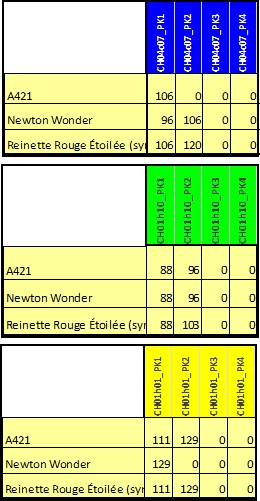 CH04c07_PK1 CH04c07_PK2 CH04c07_PK3 CH04c07_PK4
A421 106 0 0 0
Newton Wonder 96 106 0 0
Reinette Rouge Étoilée (syr 106 120 0 0
CH01h10_PK1 CH01h10_PK2 CH01h10_PK3 CH01h10_PK4
A421 88 96 0 0
Newton Wonder 88 96 0 0
Reinette Rouge Étoilée (syr 88 103 0 0
CH01h01_PK1 CH01h01_PK2 CH01h01_PK3 CH01h01_PK4
A421 111 129 0 0
Newton Wonder 129 0 0 0
Reinette Rouge Étoilée (syr 111 129 0 0